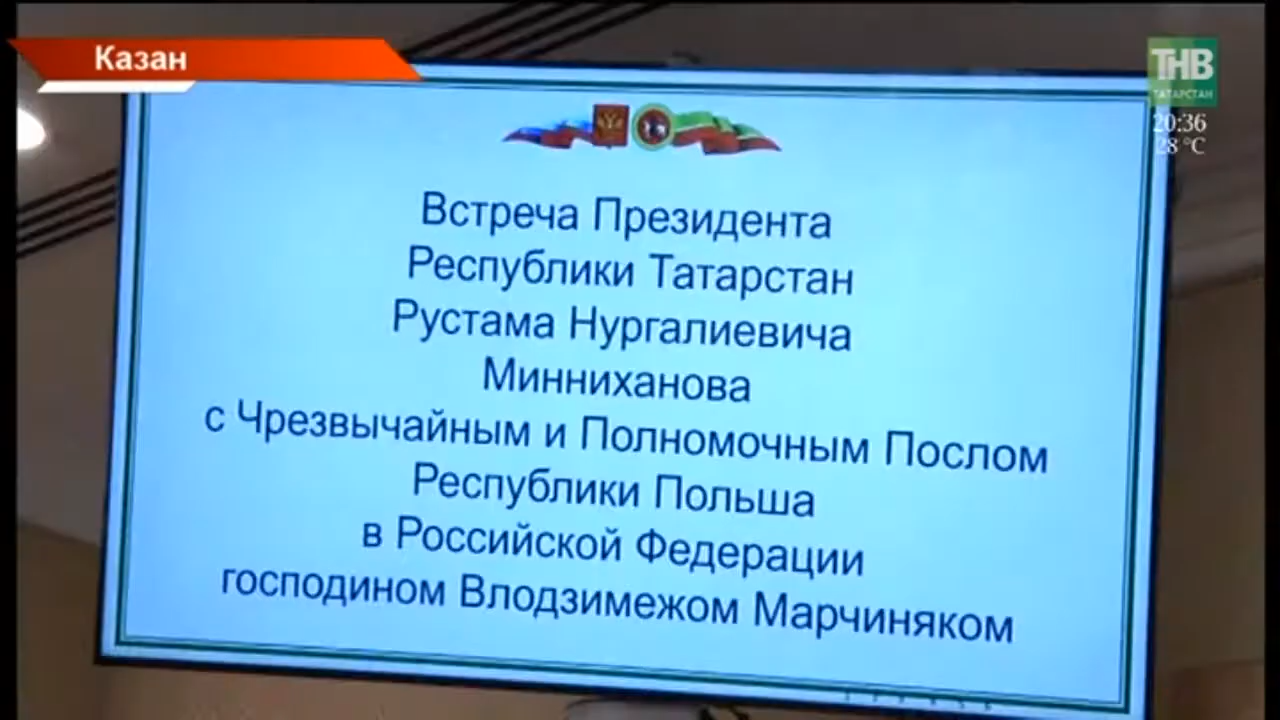 Казан
ТНВ
ТАТАРСТАН
20:36
28 °C
Встреча Президента
Республики Татарстан
Рустама Нургалиевича
Минниханова
с Чрезвычайным и Полномочным Послом
Республики Польша
в Российской Федерации
господином Влодзимежом Марчиняком